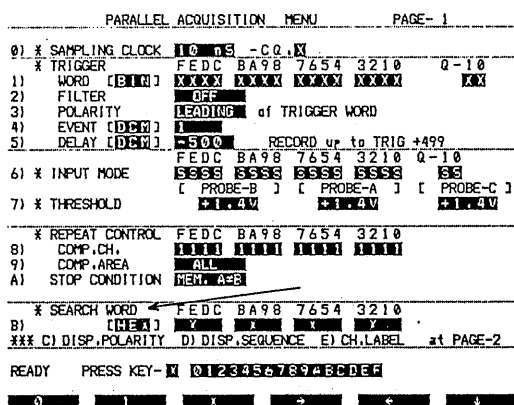 PARALLEL ACQUISITION MENU PAGE- 1
0) * SAMPLING CLOCK 10 nS -CQ.X
* TRIGGER FEDC BA98 7654 3210 Q-10
1) WORD [BIN] XXXX XXXX XXXX XXXX XX
2) FILTER OFF
3) POLARITY LEADING of TRIGGER WORD
4) EVENT [DCM] 1
5) DELAY [DCM] -500 RECORD up to TRIG +499
FEDC BA98 7654 3210 Q-10
6) * INPUT MODE SSSS SSSS SSSS SSSS SS
[ PROBE-B ] [ PROBE-A ] [ PROBE-C ]
7) * THRESHOLD +1.4V +1.4V +1.4V
* REPEAT CONTROL FEDC BA98 7654 3210
8) COMP.CH. 1111 1111 1111 1111
9) COMP.AREA ALL
A) STOP CONDITION MEM. A≠B
* SEARCH WORD FEDC BA98 7654 3210
B) [HEX] X X X X
*** C) DISP.POLARITY D) DISP.SEQUENCE E) CH.LABEL at PAGE-2
READY PRESS KEY- 0123456789ABCDEF
0 1 X → ← ↓